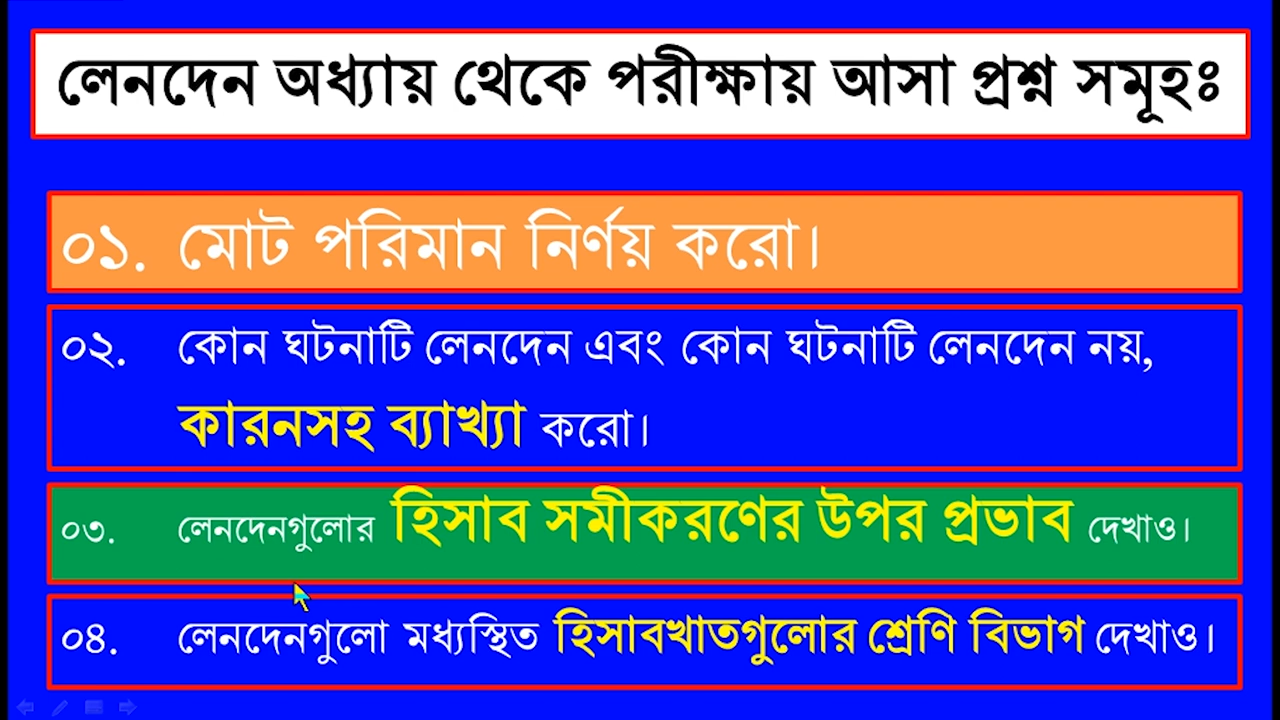 লেনদেন অধ্যায় থেকে পরীক্ষায় আসা প্রশ্ন সমূহঃ
০১. মোট পরিমান নির্ণয় করো।
০২. কোন ঘটনাটি লেনদেন এবং কোন ঘটনাটি লেনদেন নয়,
কারনসহ ব্যাখ্যা করো।
০৩. লেনদেনগুলোর হিসাব সমীকরণের উপর প্রভাব দেখাও।
০৪. লেনদেনগুলো মধ্যস্থিত হিসাবখাতগুলোর শ্রেণি বিভাগ দেখাও।